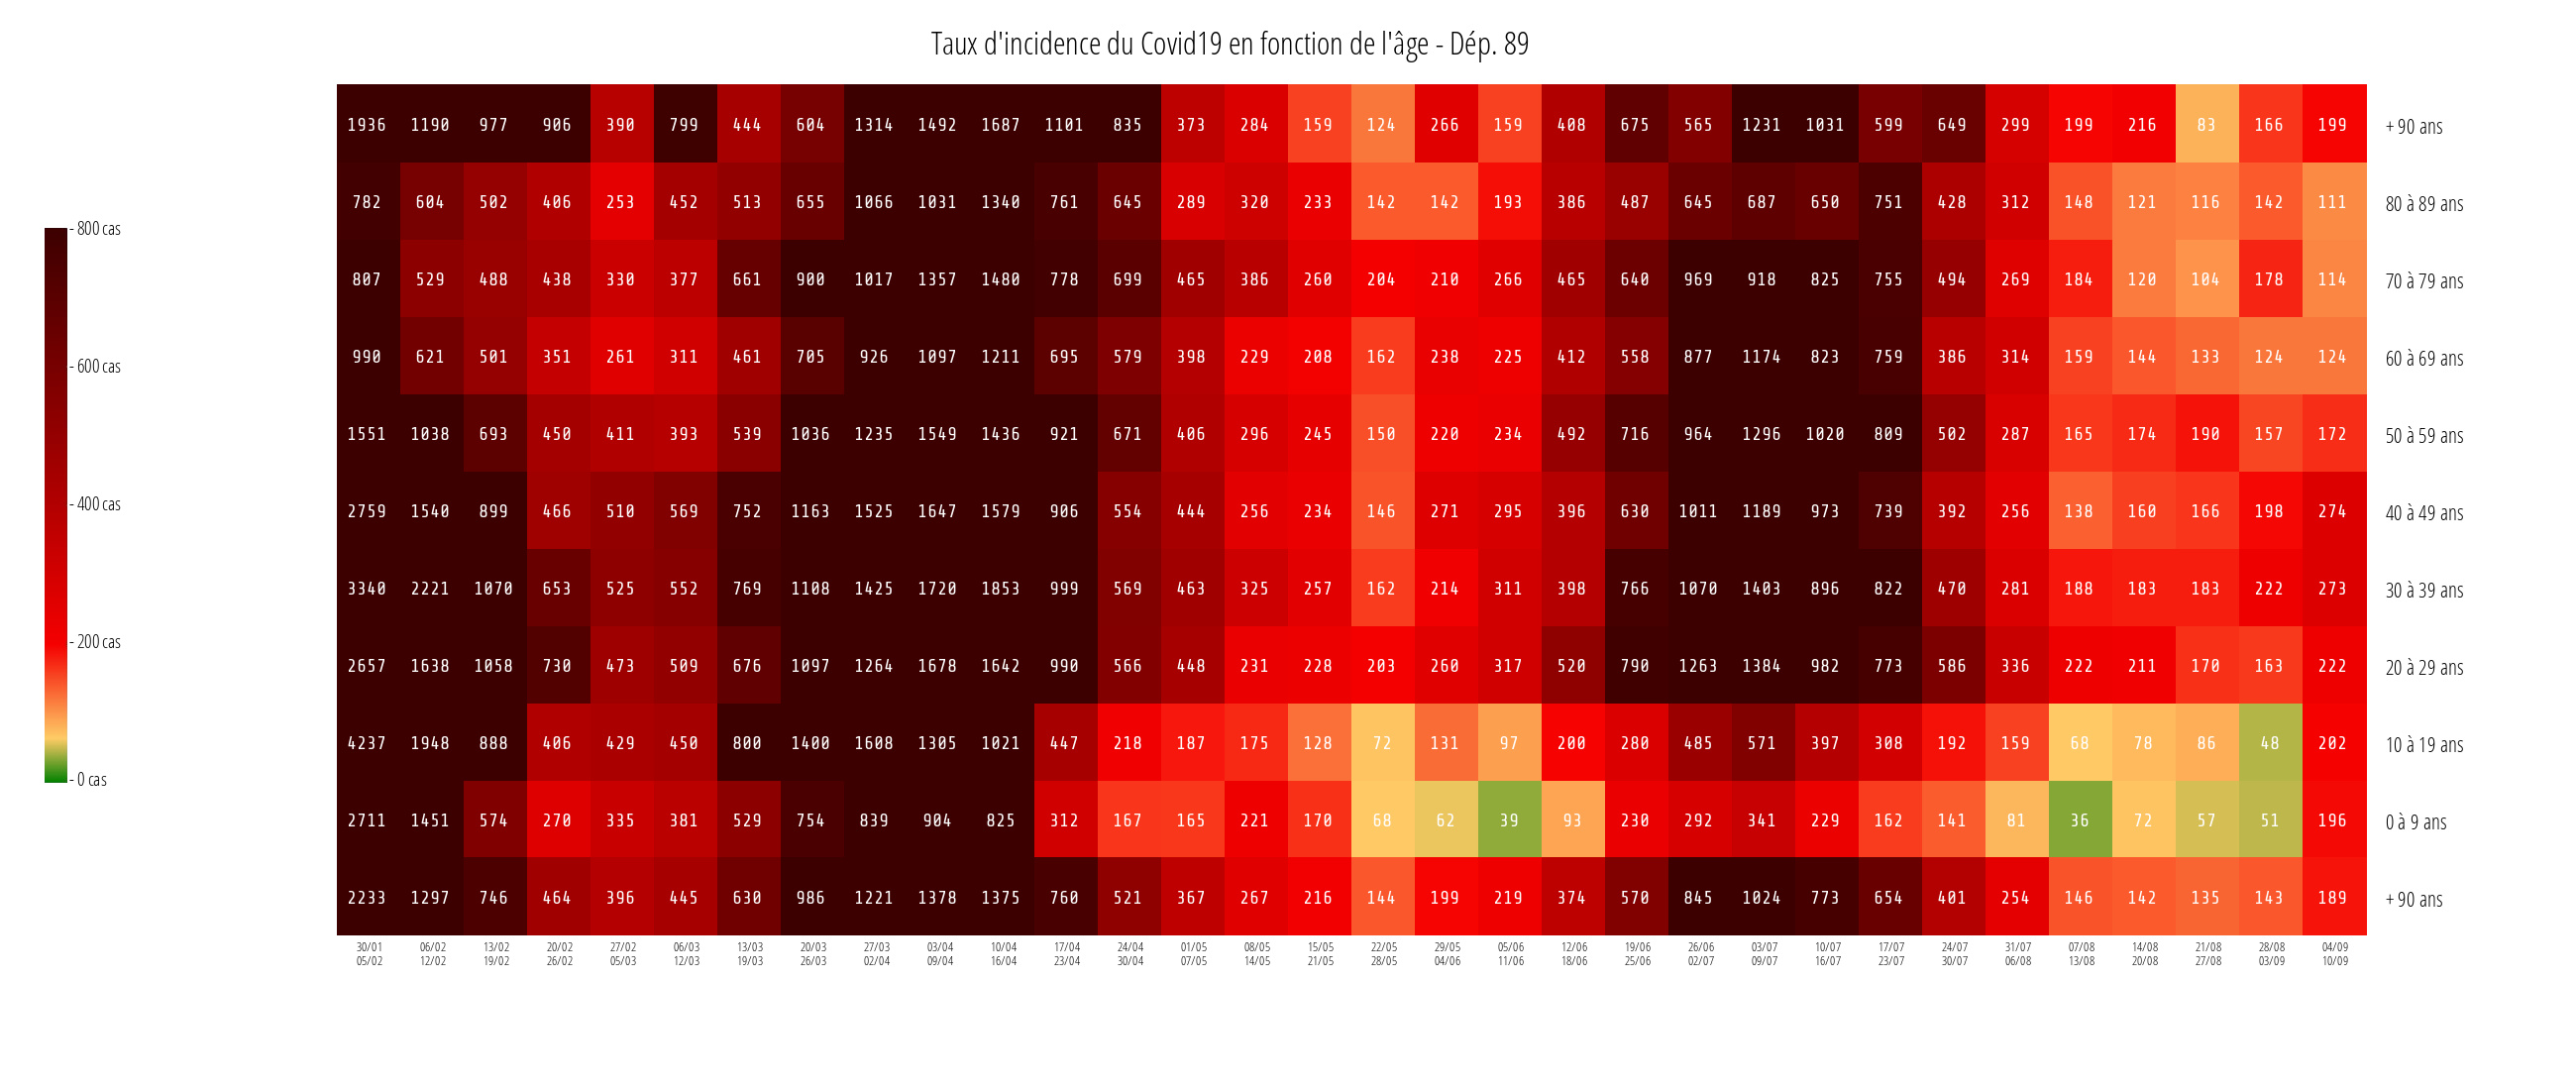 Taux d'incidence du Covid19 en fonction de l'âge - Dép. 89
- 800 cas
- 600 cas
- 400 cas
- 200 cas
- 0 cas
1936 1190 977 906 390 799 444 604 1314 1492 1687 1101 835 373 284 159 124 266 159 408 675 565 1231 1031 599 649 299 199 216 83 166 199 + 90 ans
782 604 502 406 253 452 513 655 1066 1031 1340 761 645 289 320 233 142 142 193 386 487 645 687 650 751 428 312 148 121 116 142 111 80 à 89 ans
807 529 488 438 330 377 661 900 1017 1357 1480 778 699 465 386 260 204 210 266 465 640 969 918 825 755 494 269 184 120 104 178 114 70 à 79 ans
990 621 501 351 261 311 461 705 926 1097 1211 695 579 398 229 208 162 238 225 412 558 877 1174 823 759 386 314 159 144 133 124 124 60 à 69 ans
1551 1038 693 450 411 393 539 1036 1235 1549 1436 921 671 406 296 245 150 220 234 492 716 964 1296 1020 809 502 287 165 174 190 157 172 50 à 59 ans
2759 1540 899 466 510 569 752 1163 1525 1647 1579 906 554 444 256 234 146 271 295 396 630 1011 1189 973 739 392 256 138 160 166 198 274 40 à 49 ans
3340 2221 1070 653 525 552 769 1108 1425 1720 1853 999 569 463 325 257 162 214 311 398 766 1070 1403 896 822 470 281 188 183 183 222 273 30 à 39 ans
2657 1638 1058 730 473 509 676 1097 1264 1678 1642 990 566 448 231 228 203 260 317 520 790 1263 1384 982 773 586 336 222 211 170 163 222 20 à 29 ans
4237 1948 888 406 429 450 800 1400 1608 1305 1021 447 218 187 175 128 72 131 97 200 280 485 571 397 308 192 159 68 78 86 48 202 10 à 19 ans
2711 1451 574 270 335 381 529 754 839 904 825 312 167 165 221 170 68 62 39 93 230 292 341 229 162 141 81 36 72 57 51 196 0 à 9 ans
2233 1297 746 464 396 445 630 986 1221 1378 1375 760 521 367 267 216 144 199 219 374 570 845 1024 773 654 401 254 146 142 135 143 189 + 90 ans
30/01 06/02 13/02 20/02 27/02 06/03 13/03 20/03 27/03 03/04 10/04 17/04 24/04 01/05 08/05 15/05 22/05 29/05 05/06 12/06 19/06 26/06 03/07 10/07 17/07 24/07 31/07 07/08 14/08 21/08 28/08 04/09
05/02 12/02 19/02 26/02 05/03 12/03 19/03 26/03 02/04 09/04 16/04 23/04 30/04 07/05 14/05 21/05 28/05 04/06 11/06 18/06 25/06 02/07 09/07 16/07 23/07 30/07 06/08 13/08 20/08 27/08 03/09 10/09